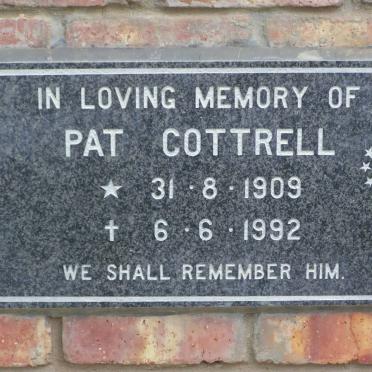 IN LOVING MEMORY OF
PAT COTTRELL
★ 31·8·1909
✝ 6·6·1992
WE SHALL REMEMBER HIM.